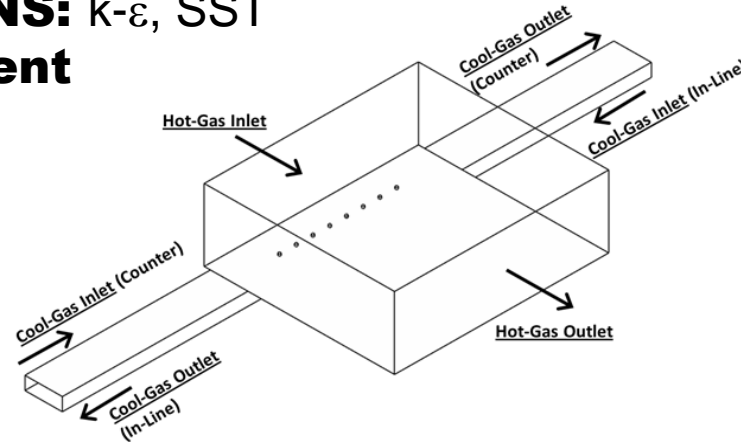 NS: k-ε, SST
ent
Cool-Gas Outlet
(Counter)
Hot-Gas Inlet
Cool-Gas Inlet (In-Line)
Cool-Gas Inlet (Counter)
Hot-Gas Outlet
Cool-Gas Outlet
(In-Line)